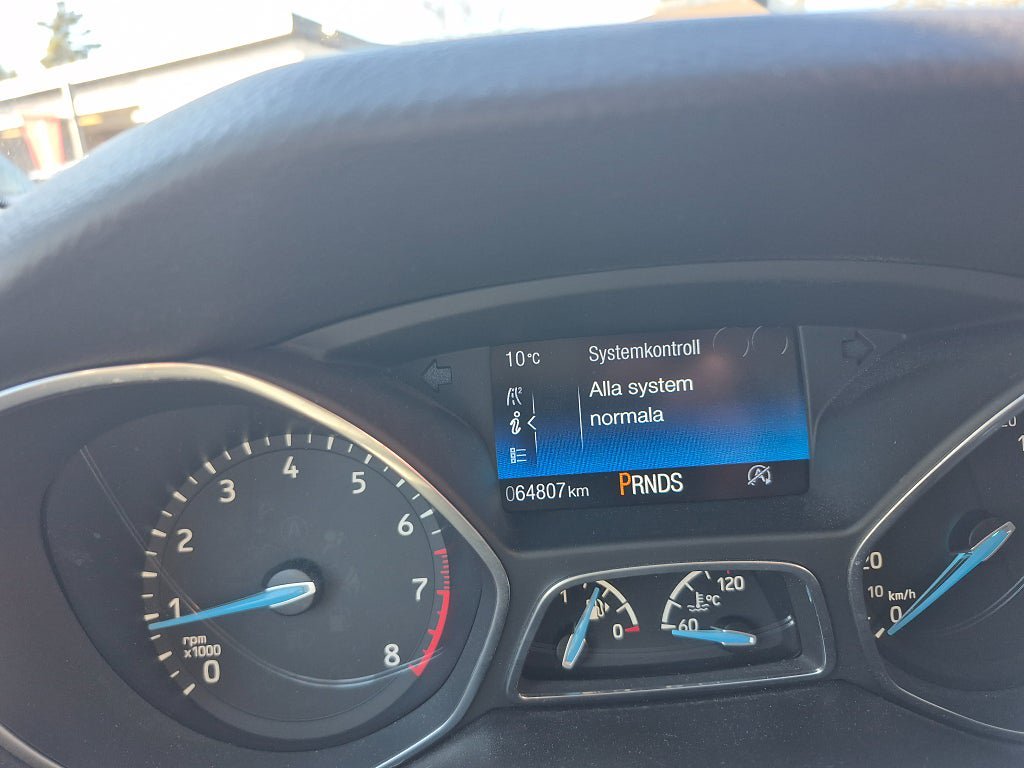 10°C Systemkontroll
Alla system
normala
064807 km PRNDS
0 1 2 3 4 5 6 7 8
rpm
x1000
1 0
60 120
°C
0 10 20
km/h